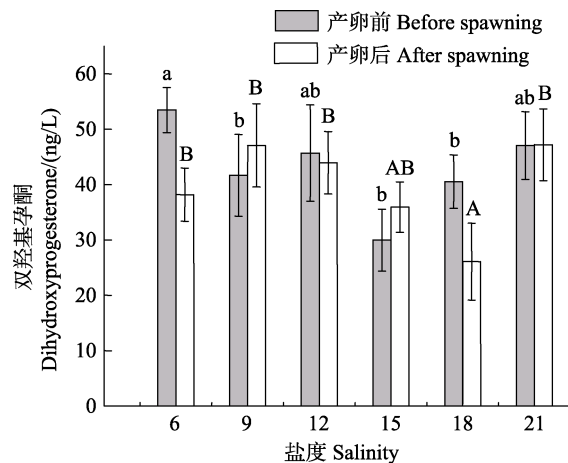 产卵前 Before spawning
产卵后 After spawning
双羟基孕酮
Dihydroxyprogesterone/(ng/L)
60
50
40
30
20
10
0
a
B
b
B
ab
B
b
AB
b
A
ab
B
6
9
12
15
18
21
盐度 Salinity